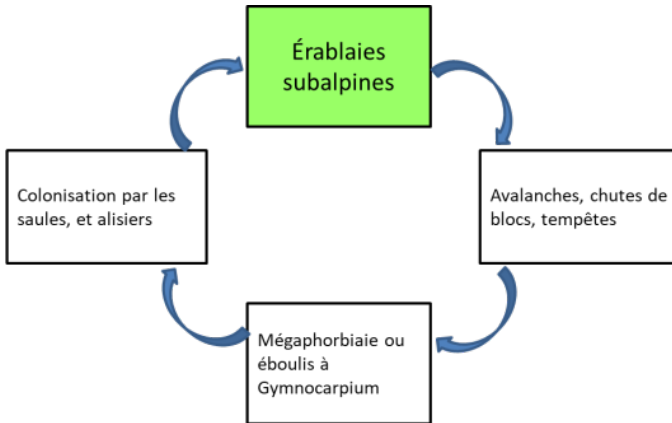 Érablaies
subalpines
Avalanches, chutes de
blocs, tempêtes
Mégaphorbiaie ou
éboulis à
Gymnocarpium
Colonisation par les
saules, et alisiers